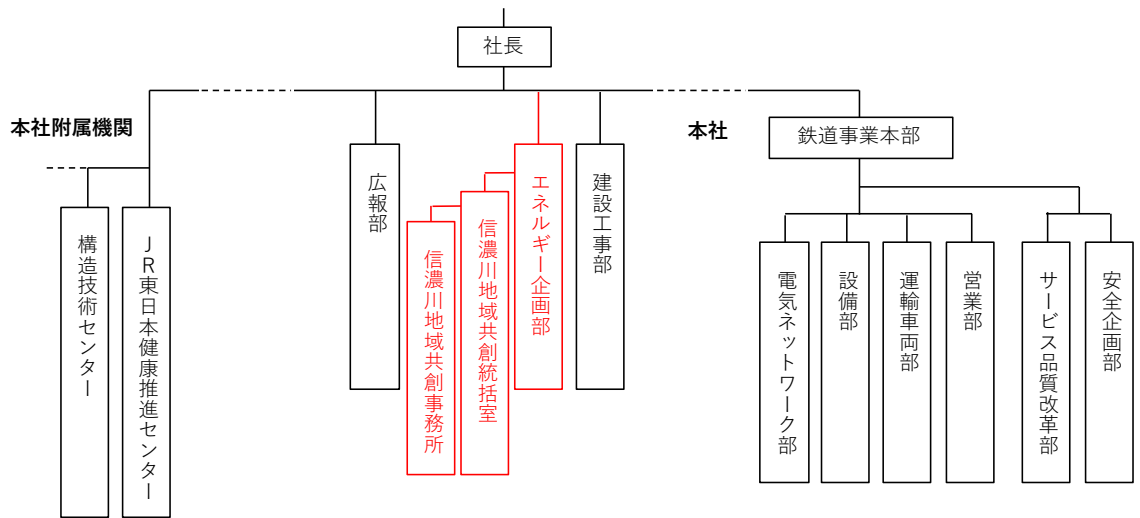 社長
本社附属機関
本社
鉄道事業本部
構造技術センター
JR東日本健康推進センター
広報部
信濃川地域共創事務所
信濃川地域共創統括室
エネルギー企画部
建設工事部
電気ネットワーク部
設備部
運輸車両部
営業部
サービス品質改革部
安全企画部